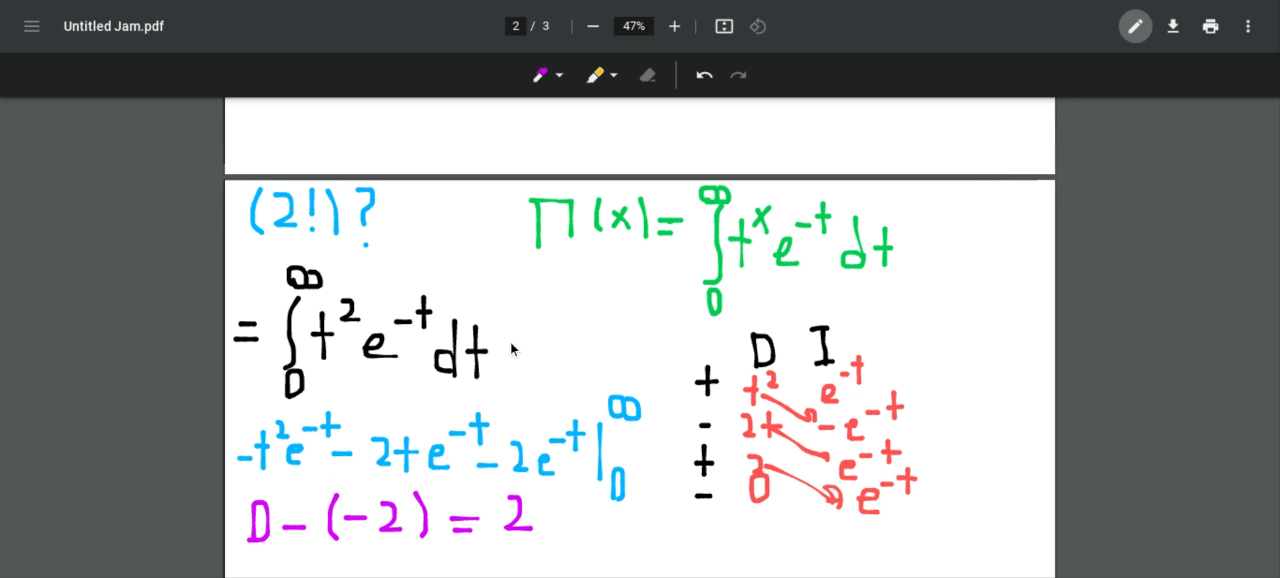 Untitled Jam.pdf
2 / 3
47%
(2!)?
Π(x) = ∫₀^∞ t^x e^-t dt
= ∫₀^∞ t² e^-t dt
D I
+ t² e^-t
- 2t -e^-t
+ 2 e^-t
- 0 e^-t
-t²e^-t - 2te^-t - 2e^-t |₀^∞
0 - (-2) = 2